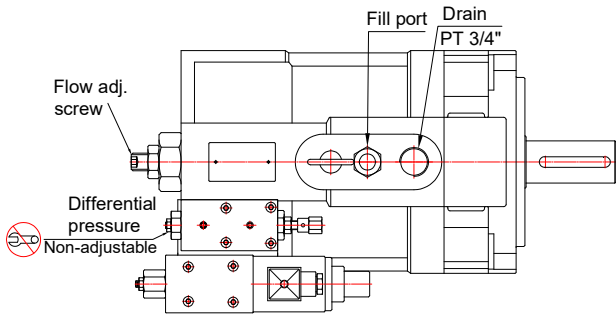 Fill port
Drain
PT 3/4"
Flow adj.
screw
Differential
pressure
Non-adjustable